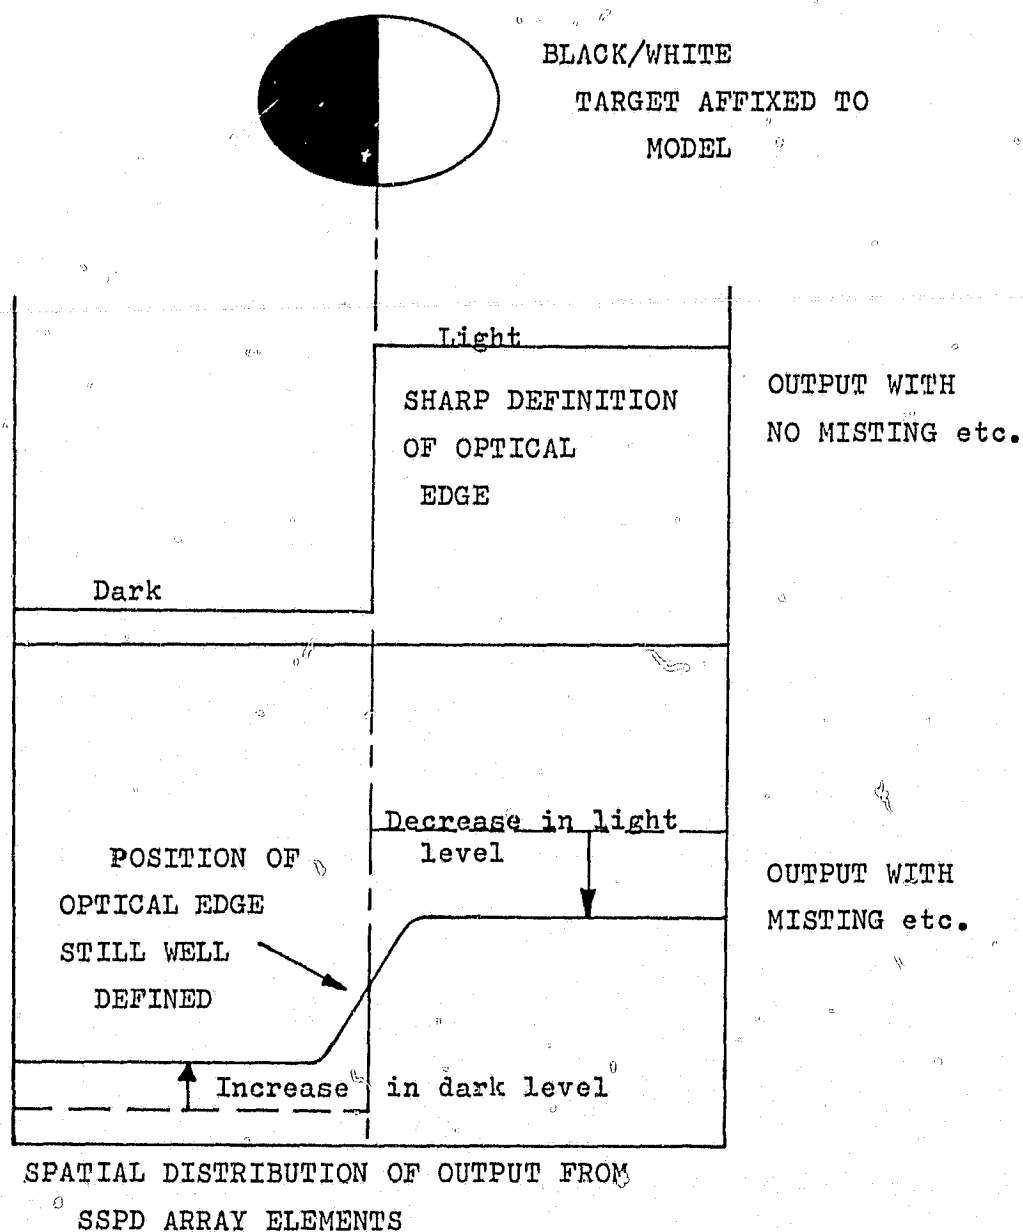 BLACK/WHITE
TARGET AFFIXED TO
MODEL
Light
SHARP DEFINITION
OF OPTICAL
EDGE
OUTPUT WITH
NO MISTING etc.
Dark
Decrease in light
level
POSITION OF
OPTICAL EDGE
STILL WELL
DEFINED
OUTPUT WITH
MISTING etc.
Increase in dark level
SPATIAL DISTRIBUTION OF OUTPUT FROM
SSPD ARRAY ELEMENTS